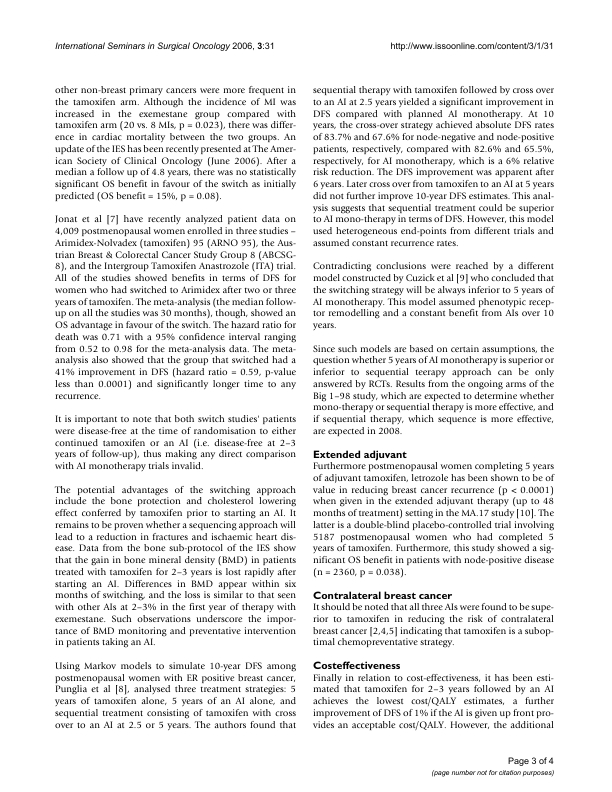 International Seminars in Surgical Oncology 2006, 3:31
http://www.issoonline.com/content/3/1/31
other non-breast primary cancers were more frequent in
the tamoxifen arm. Although the incidence of MI was
increased in the exemestane group compared with
tamoxifen arm (20 vs. 8 MIs, p = 0.023), there was differ-
ence in cardiac mortality between the two groups. An
update of the IES has been recently presented at The Amer-
ican Society of Clinical Oncology (June 2006). After a
median a follow up of 4.8 years, there was no statistically
significant OS benefit in favour of the switch as initially
predicted (OS benefit = 15%, p = 0.08).
Jonat et al [7] have recently analyzed patient data on
4,009 postmenopausal women enrolled in three studies –
Arimidex-Nolvadex (tamoxifen) 95 (ARNO 95), the Aus-
trian Breast & Colorectal Cancer Study Group 8 (ABCSG-
8), and the Intergroup Tamoxifen Anastrozole (ITA) trial.
All of the studies showed benefits in terms of DFS for
women who had switched to Arimidex after two or three
years of tamoxifen. The meta-analysis (the median follow-
up on all the studies was 30 months), though, showed an
OS advantage in favour of the switch. The hazard ratio for
death was 0.71 with a 95% confidence interval ranging
from 0.52 to 0.98 for the meta-analysis data. The meta-
analysis also showed that the group that switched had a
41% improvement in DFS (hazard ratio = 0.59, p-value
less than 0.0001) and significantly longer time to any
recurrence.
It is important to note that both switch studies' patients
were disease-free at the time of randomisation to either
continued tamoxifen or an AI (i.e. disease-free at 2–3
years of follow-up), thus making any direct comparison
with AI monotherapy trials invalid.
The potential advantages of the switching approach
include the bone protection and cholesterol lowering
effect conferred by tamoxifen prior to starting an AI. It
remains to be proven whether a sequencing approach will
lead to a reduction in fractures and ischaemic heart dis-
ease. Data from the bone sub-protocol of the IES show
that the gain in bone mineral density (BMD) in patients
treated with tamoxifen for 2–3 years is lost rapidly after
starting an AI. Differences in BMD appear within six
months of switching, and the loss is similar to that seen
with other AIs at 2–3% in the first year of therapy with
exemestane. Such observations underscore the impor-
tance of BMD monitoring and preventative intervention
in patients taking an AI.
Using Markov models to simulate 10-year DFS among
postmenopausal women with ER positive breast cancer,
Punglia et al [8], analysed three treatment strategies: 5
years of tamoxifen alone, 5 years of an AI alone, and
sequential treatment consisting of tamoxifen with cross
over to an AI at 2.5 or 5 years. The authors found that
sequential therapy with tamoxifen followed by cross over
to an AI at 2.5 years yielded a significant improvement in
DFS compared with planned AI monotherapy. At 10
years, the cross-over strategy achieved absolute DFS rates
of 83.7% and 67.6% for node-negative and node-positive
patients, respectively, compared with 82.6% and 65.5%,
respectively, for AI monotherapy, which is a 6% relative
risk reduction. The DFS improvement was apparent after
6 years. Later cross over from tamoxifen to an AI at 5 years
did not further improve 10-year DFS estimates. This anal-
ysis suggests that sequential treatment could be superior
to AI mono-therapy in terms of DFS. However, this model
used heterogeneous end-points from different trials and
assumed constant recurrence rates.
Contradicting conclusions were reached by a different
model constructed by Cuzick et al [9] who concluded that
the switching strategy will be always inferior to 5 years of
AI monotherapy. This model assumed phenotypic recep-
tor remodelling and a constant benefit from AIs over 10
years.
Since such models are based on certain assumptions, the
question whether 5 years of AI monotherapy is superior or
inferior to sequential teerapy approach can be only
answered by RCTs. Results from the ongoing arms of the
Big 1–98 study, which are expected to determine whether
mono-therapy or sequential therapy is more effective, and
if sequential therapy, which sequence is more effective,
are expected in 2008.
Extended adjuvant
Furthermore postmenopausal women completing 5 years
of adjuvant tamoxifen, letrozole has been shown to be of
value in reducing breast cancer recurrence (p < 0.0001)
when given in the extended adjuvant therapy (up to 48
months of treatment) setting in the MA.17 study [10]. The
latter is a double-blind placebo-controlled trial involving
5187 postmenopausal women who had completed 5
years of tamoxifen. Furthermore, this study showed a sig-
nificant OS benefit in patients with node-positive disease
(n = 2360, p = 0.038).
Contralateral breast cancer
It should be noted that all three AIs were found to be supe-
rior to tamoxifen in reducing the risk of contralateral
breast cancer [2,4,5] indicating that tamoxifen is a subop-
timal chemopreventative strategy.
Costeffectiveness
Finally in relation to cost-effectiveness, it has been esti-
mated that tamoxifen for 2–3 years followed by an AI
achieves the lowest cost/QALY estimates, a further
improvement of DFS of 1% if the AI is given up front pro-
vides an acceptable cost/QALY. However, the additional
Page 3 of 4
(page number not for citation purposes)